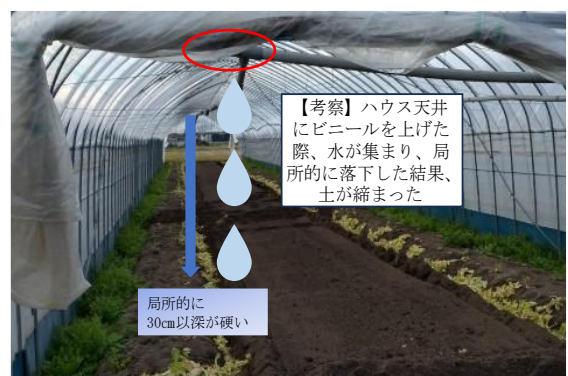 【考察】ハウス天井
にビニールを上げた
際、水が集まり、局
所的に落下した結果、
土が締まった
局所的に
30㎝以深が硬い